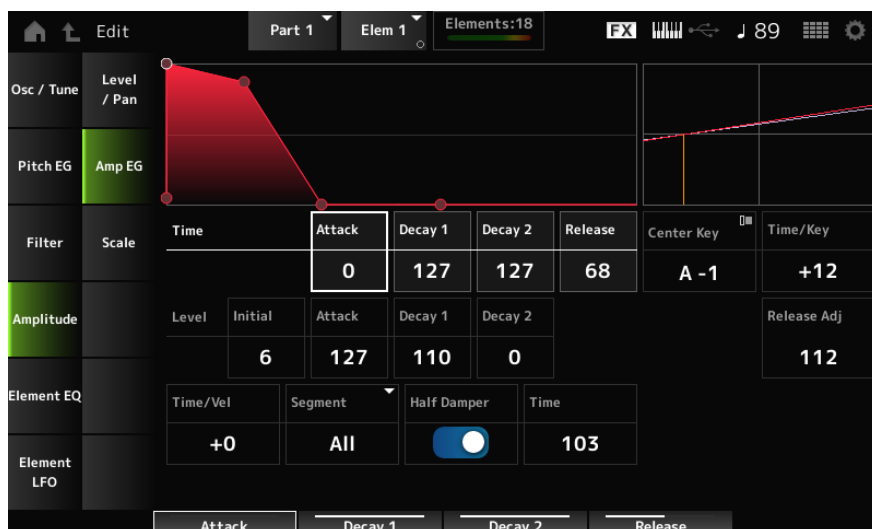 Edit
Part 1
Elem 1
Elements:18
FX
89
Osc / Tune
Level
/ Pan
Pitch EG
Amp EG
Filter
Scale
Amplitude
Element EQ
Element
LFO
Time
Attack
Decay 1
Decay 2
Release
Center Key
Time/Key
0
127
127
68
A -1
+12
Level
Initial
Attack
Decay 1
Decay 2
Release Adj
6
127
110
0
112
Time/Vel
Segment
Half Damper
Time
+0
All
103
Attack
Decay 1
Decay 2
Release